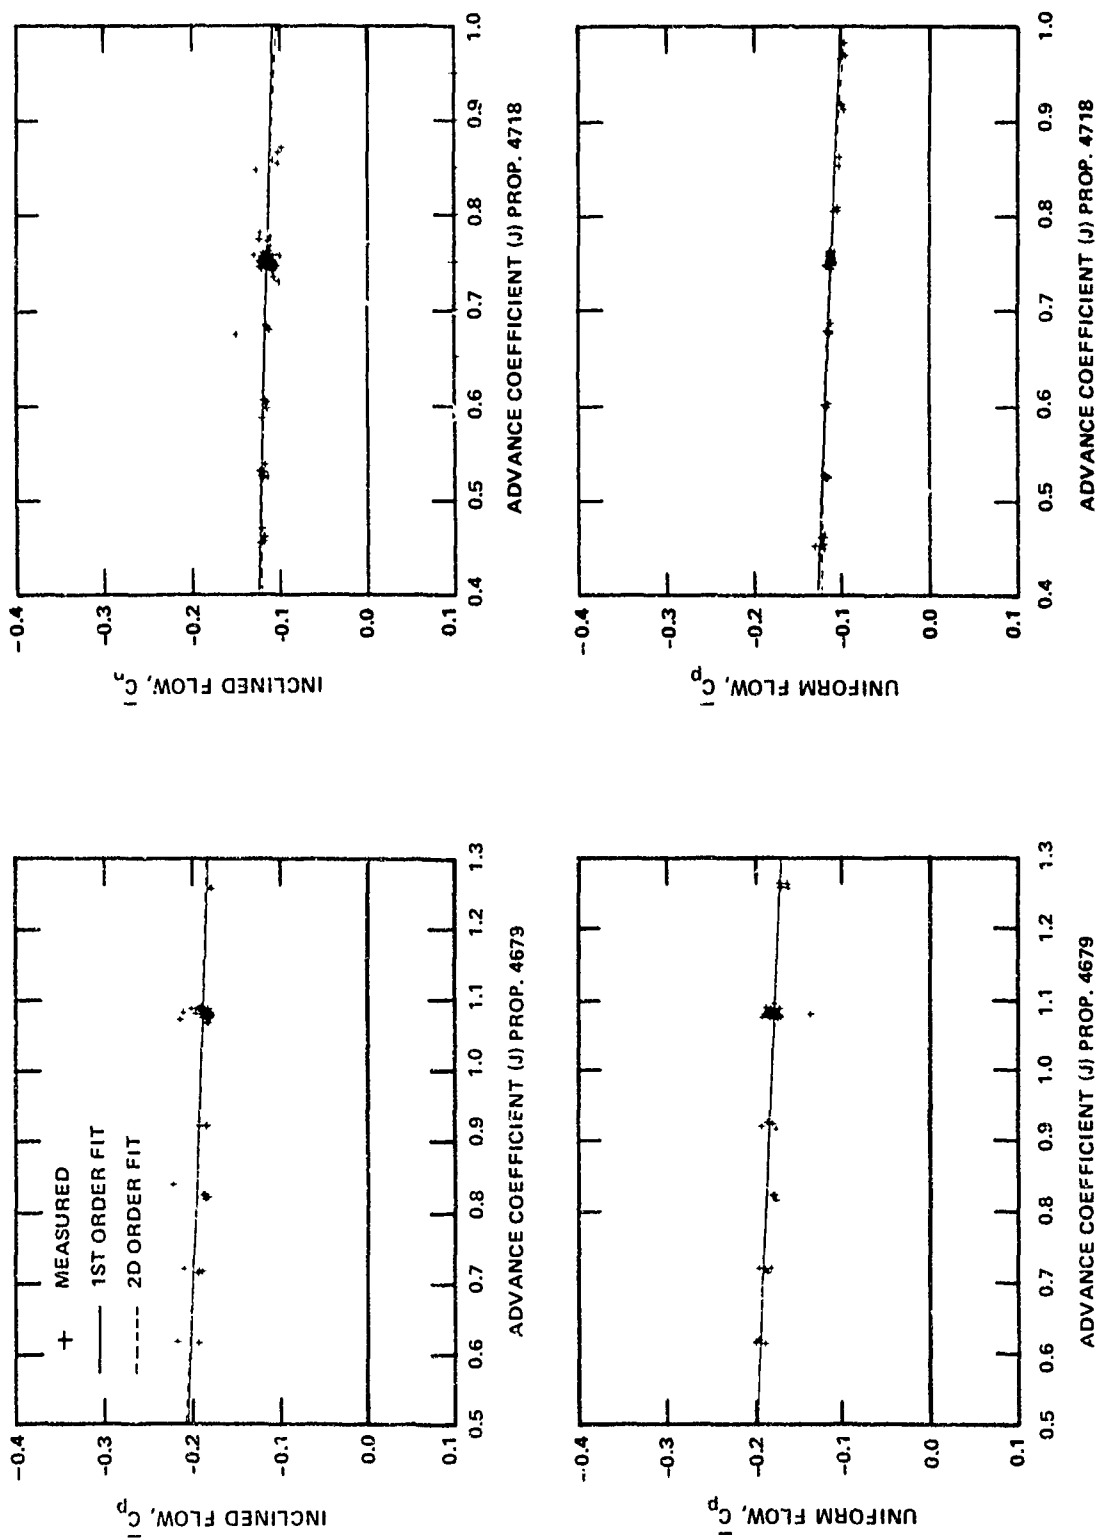 INCLINED FLOW, C̄p
-0.4
-0.3
-0.2
-0.1
0.0
0.1
+ MEASURED
1ST ORDER FIT
2D ORDER FIT
0.5 0.6 0.7 0.8 0.9 1.0 1.1 1.2 1.3
ADVANCE COEFFICIENT (J) PROP. 4679
INCLINED FLOW, C̄n
-0.4
-0.3
-0.2
-0.1
0.0
0.1
0.4 0.5 0.6 0.7 0.8 0.9 1.0
ADVANCE COEFFICIENT (J) PROP. 4718
UNIFORM FLOW, C̄p
-0.4
-0.3
-0.2
-0.1
0.0
0.1
0.5 0.6 0.7 0.8 0.9 1.0 1.1 1.2 1.3
ADVANCE COEFFICIENT (J) PROP. 4679
UNIFORM FLOW, C̄p
-0.4
-0.3
-0.2
-0.1
0.0
0.1
0.4 0.5 0.6 0.7 0.8 0.9 1.0
ADVANCE COEFFICIENT (J) PROP. 4718